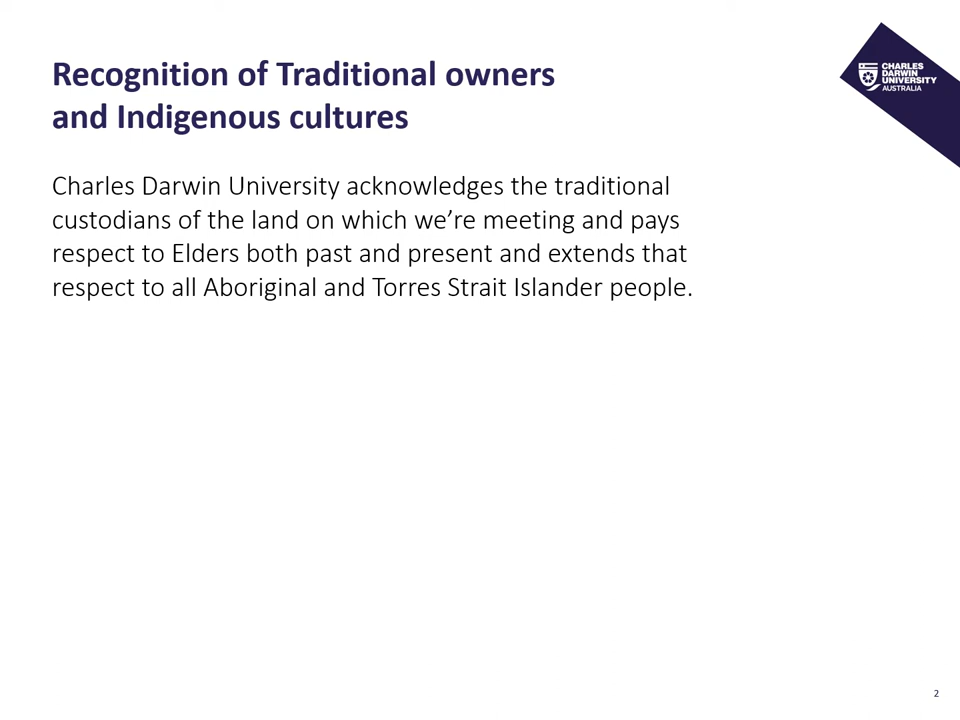 Recognition of Traditional owners
and Indigenous cultures
CHARLES
DARWIN
UNIVERSITY
AUSTRALIA
Charles Darwin University acknowledges the traditional
custodians of the land on which we’re meeting and pays
respect to Elders both past and present and extends that
respect to all Aboriginal and Torres Strait Islander people.
2